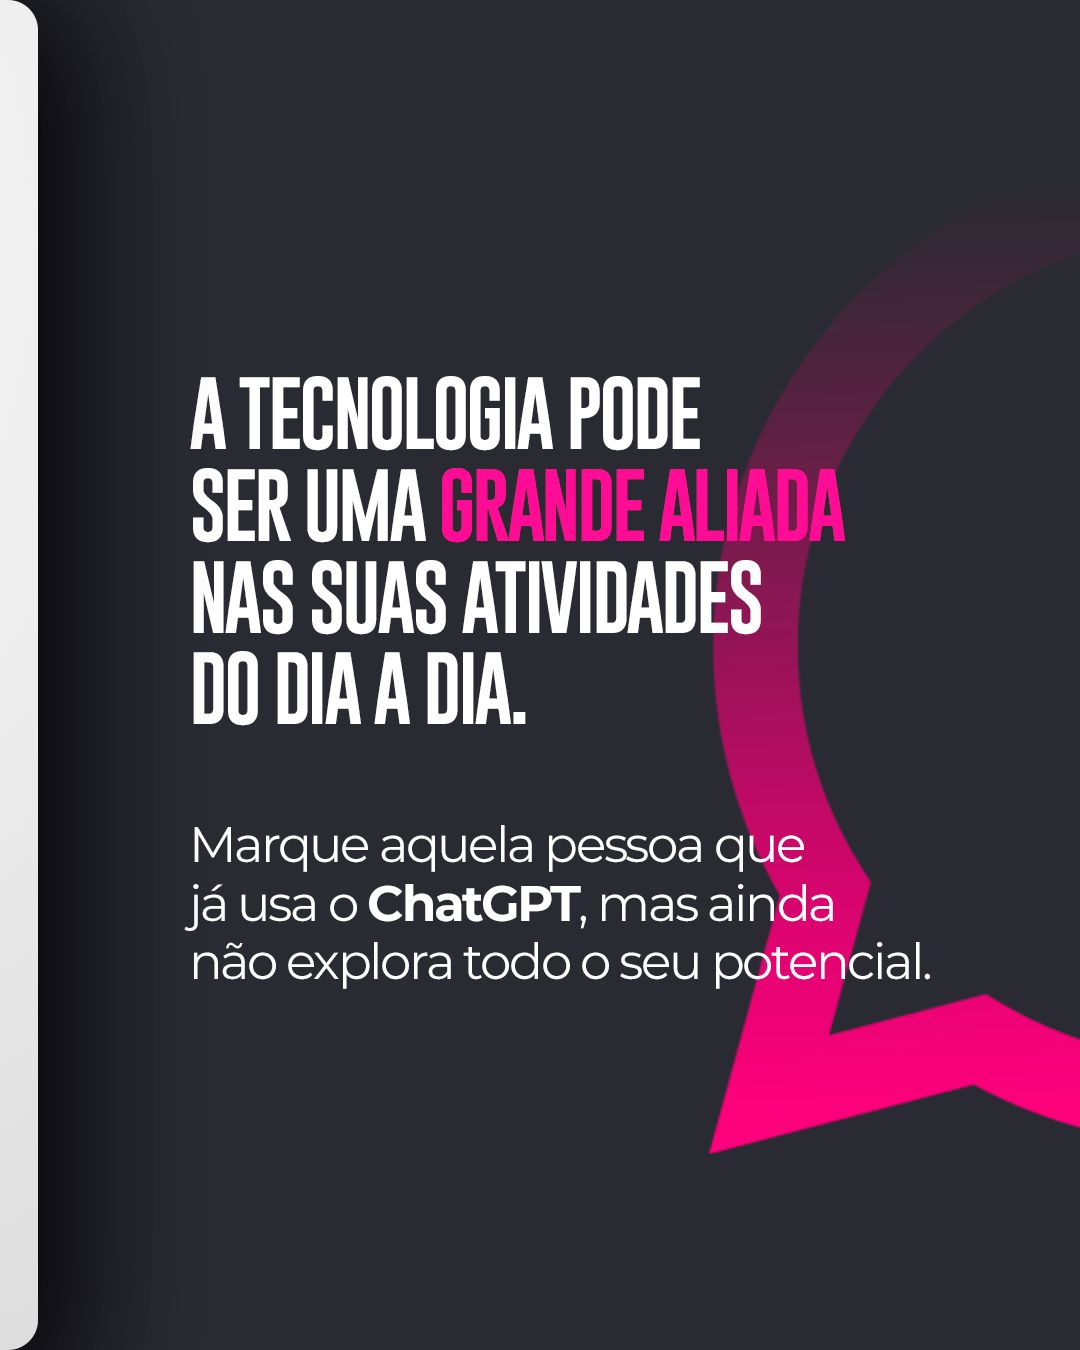 A TECNOLOGIA PODE
SER UMA GRANDE ALIADA
NAS SUAS ATIVIDADES
DO DIA A DIA.
Marque aquela pessoa que
já usa o ChatGPT, mas ainda
não explora todo o seu potencial.